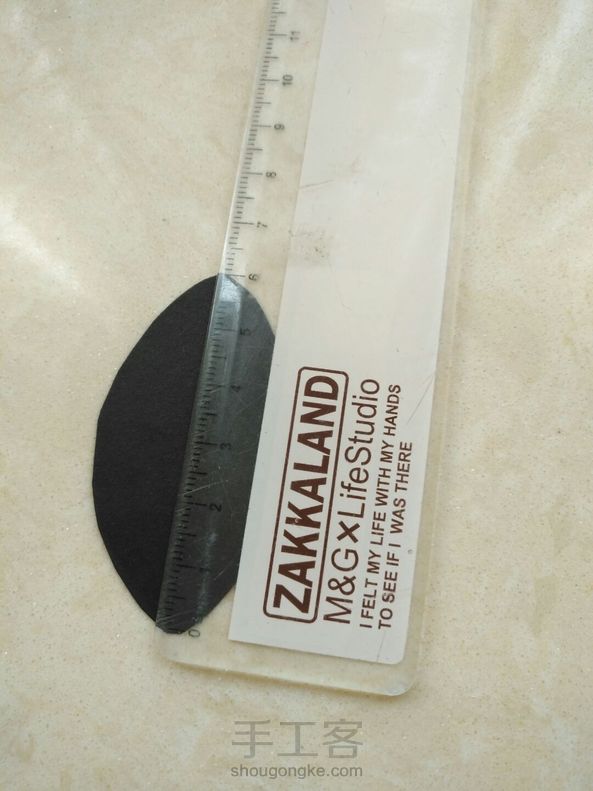 11
10
9
8
7
6
5
4
3
2
1
0
ZAKKALAND
M&G×LifeStudio
I FELT MY LIFE WITH MY HANDS
TO SEE IF I WAS THERE
手工客
shougongke.com